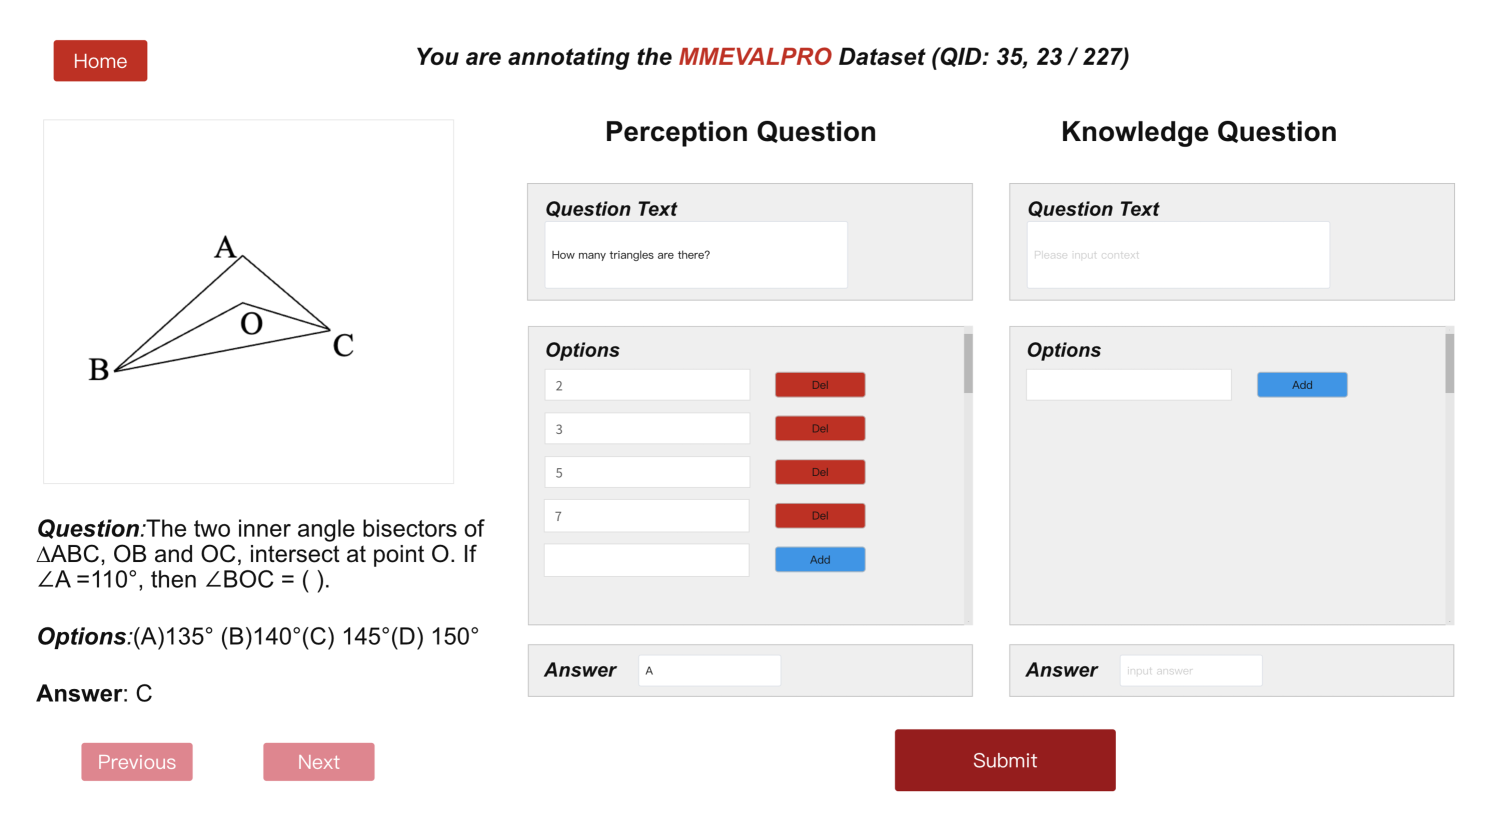 Home
You are annotating the MMEVALPRO Dataset (QID: 35, 23 / 227)
A
O
C
B
Question:The two inner angle bisectors of
∆ABC, OB and OC, intersect at point O. If
∠A =110°, then ∠BOC = ( ).
Options:(A)135° (B)140°(C) 145°(D) 150°
Answer: C
Previous
Next
Perception Question
Question Text
How many triangles are there?
Options
2
Del
3
Del
5
Del
7
Del
Add
Answer
A
Knowledge Question
Question Text
Please input context
Options
Add
Answer
input answer
Submit